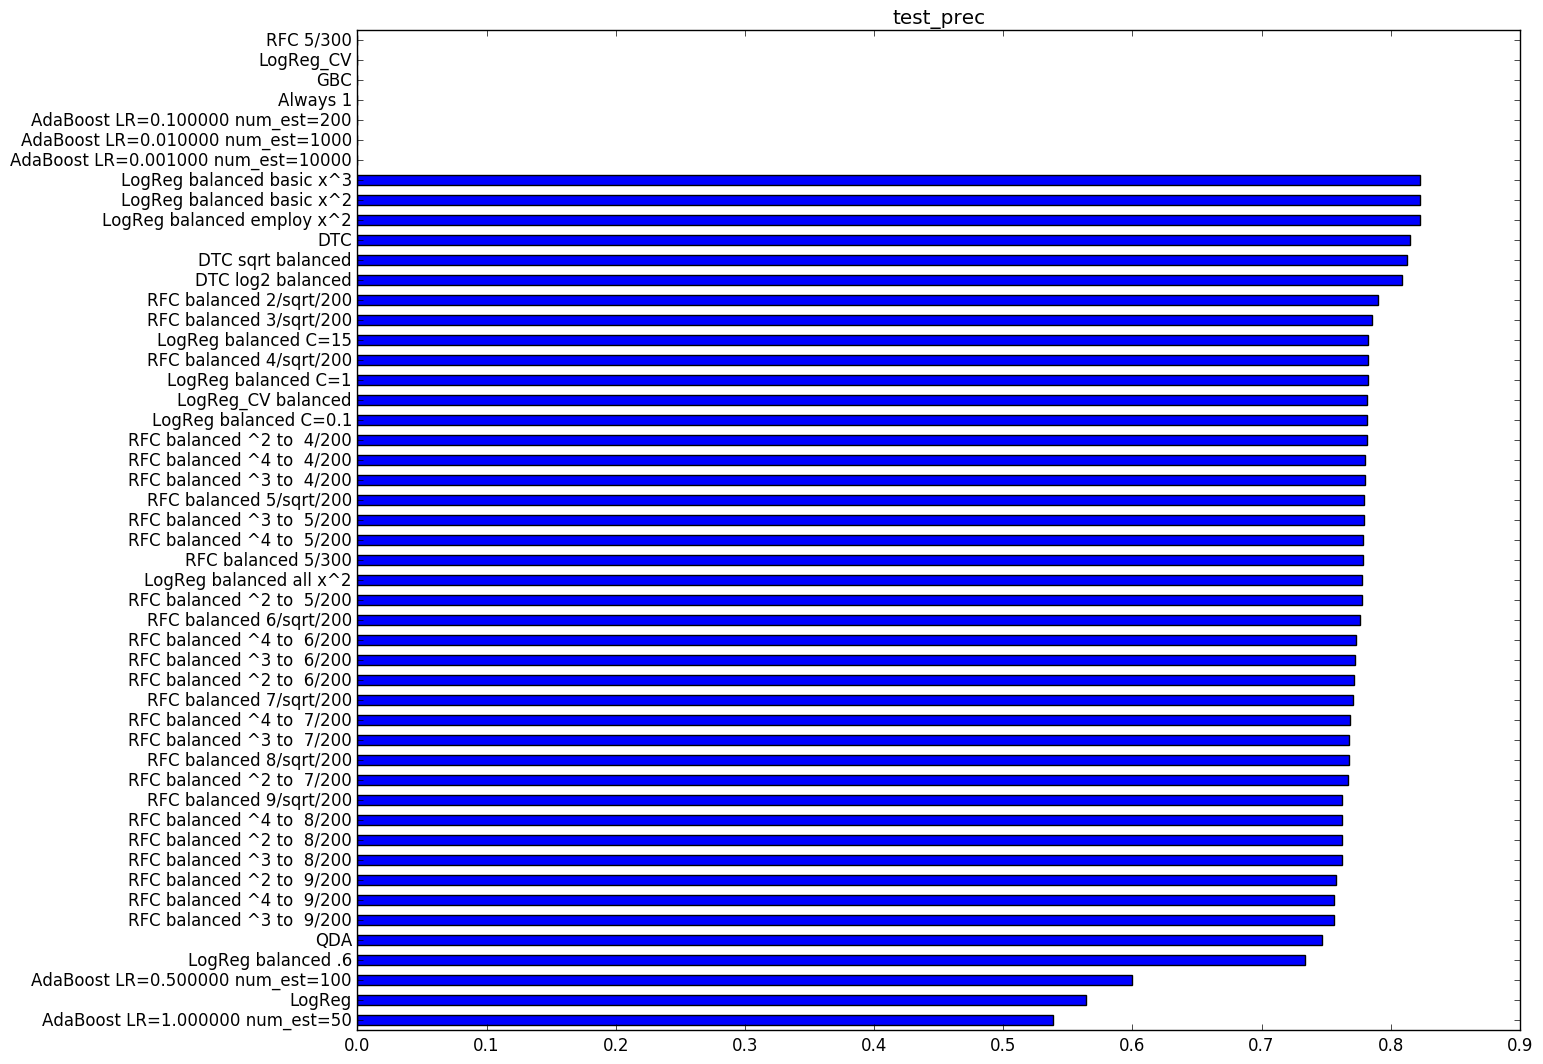 test_prec
RFC 5/300
LogReg_CV
GBC
Always 1
AdaBoost LR=0.100000 num_est=200
AdaBoost LR=0.010000 num_est=1000
AdaBoost LR=0.001000 num_est=10000
LogReg balanced basic x^3
LogReg balanced basic x^2
LogReg balanced employ x^2
DTC
DTC sqrt balanced
DTC log2 balanced
RFC balanced 2/sqrt/200
RFC balanced 3/sqrt/200
LogReg balanced C=15
RFC balanced 4/sqrt/200
LogReg balanced C=1
LogReg_CV balanced
LogReg balanced C=0.1
RFC balanced ^2 to  4/200
RFC balanced ^4 to  4/200
RFC balanced ^3 to  4/200
RFC balanced 5/sqrt/200
RFC balanced ^3 to  5/200
RFC balanced ^4 to  5/200
RFC balanced 5/300
LogReg balanced all x^2
RFC balanced ^2 to  5/200
RFC balanced 6/sqrt/200
RFC balanced ^4 to  6/200
RFC balanced ^3 to  6/200
RFC balanced ^2 to  6/200
RFC balanced 7/sqrt/200
RFC balanced ^4 to  7/200
RFC balanced ^3 to  7/200
RFC balanced 8/sqrt/200
RFC balanced ^2 to  7/200
RFC balanced 9/sqrt/200
RFC balanced ^4 to  8/200
RFC balanced ^2 to  8/200
RFC balanced ^3 to  8/200
RFC balanced ^2 to  9/200
RFC balanced ^4 to  9/200
RFC balanced ^3 to  9/200
QDA
LogReg balanced .6
AdaBoost LR=0.500000 num_est=100
LogReg
AdaBoost LR=1.000000 num_est=50
0.0 0.1 0.2 0.3 0.4 0.5 0.6 0.7 0.8 0.9